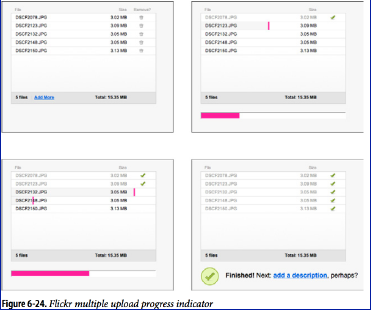 File Size Remove?
DSCF2078.JPG 3.02 MB
DSCF2123.JPG 3.09 MB
DSCF2132.JPG 3.05 MB
DSCF2148.JPG 3.05 MB
DSCF2160.JPG 3.13 MB
5 files Add More Total: 15.35 MB
File Size
DSCF2078.JPG 3.02 MB
DSCF2123.JPG 3.09 MB
DSCF2132.JPG 3.05 MB
DSCF2148.JPG 3.05 MB
DSCF2160.JPG 3.13 MB
5 files Total: 15.35 MB
File Size
DSCF2078.JPG 3.02 MB
DSCF2123.JPG 3.09 MB
DSCF2132.JPG 3.05 MB
3.05 MB
DSCF2160.JPG 3.13 MB
5 files Total: 15.35 MB
File Size
DSCF2078.JPG 3.02 MB
DSCF2123.JPG 3.09 MB
DSCF2132.JPG 3.05 MB
DSCF2148.JPG 3.05 MB
DSCF2160.JPG 3.13 MB
5 files Total: 15.35 MB
Finished! Next: add a description, perhaps?
Figure 6-24. Flickr multiple upload progress indicator